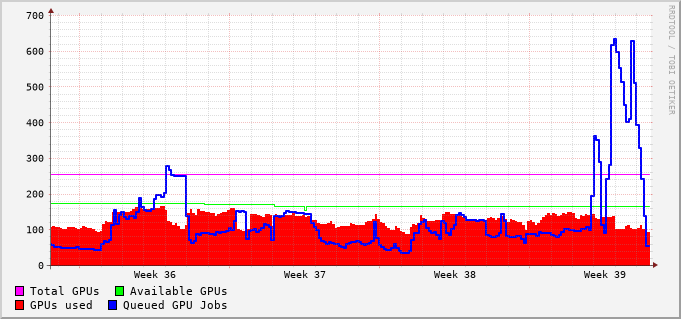 700
600
500
400
300
200
100
0
Week 36 Week 37 Week 38 Week 39
Total GPUs Available GPUs
GPUs used Queued GPU Jobs
RRDTOOL / TOBI OETIKER